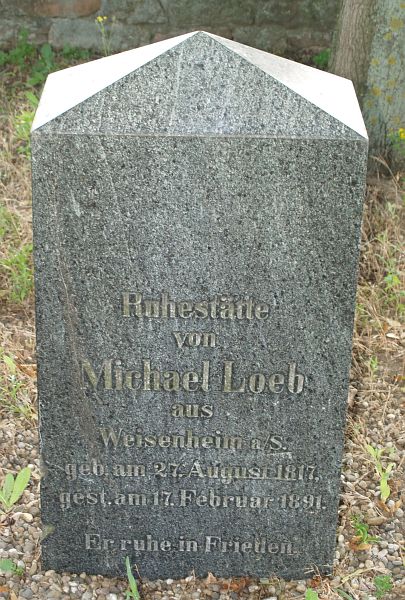 Ruhestätte
von
Michael Loeb
aus
Weisenheim a/S.
geb. am 27. August 1817,
gest. am 17. Februar 1891.
Er ruhe in Frieden.